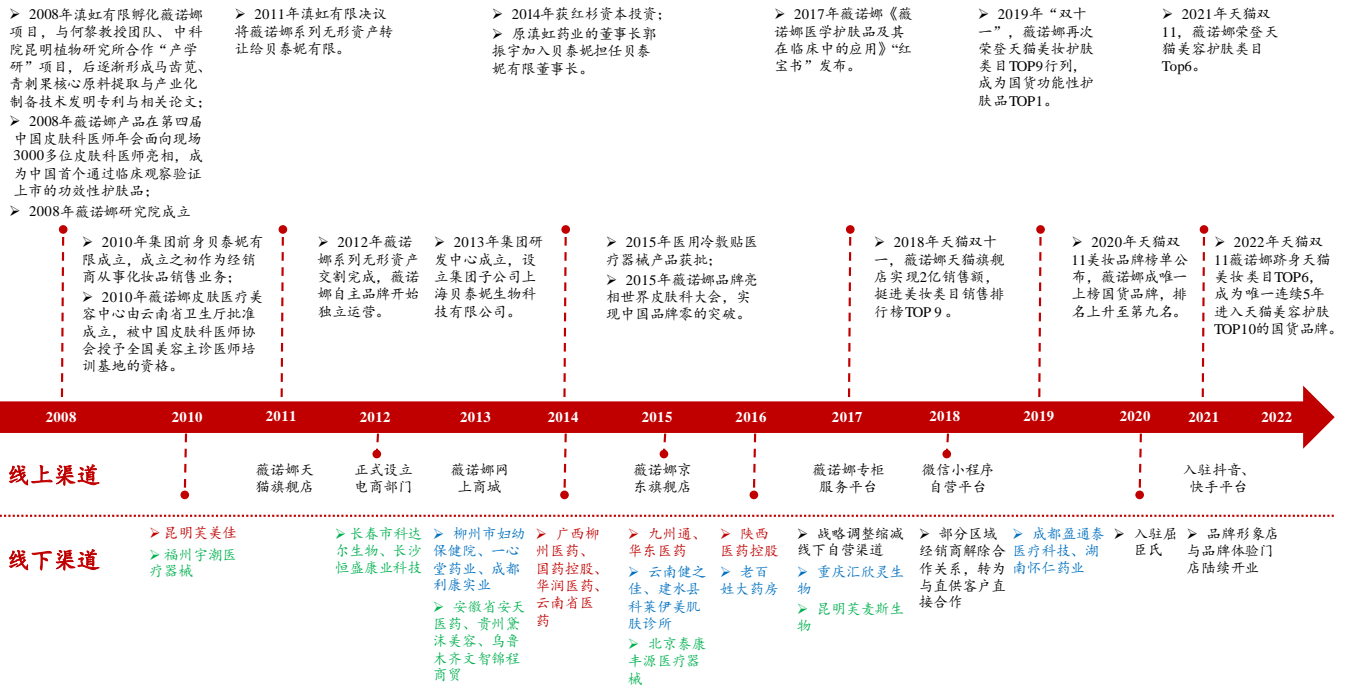 ➢ 2008年滇虹有限孵化薇诺娜
项目，与何黎教授团队、中科
院昆明植物研究所合作“产学
研”项目，后逐渐形成马齿苋、
青刺果核心原料提取与产业化
制备技术发明专利与相关论文；
➢ 2008年薇诺娜产品在第四届
中国皮肤科医师年会面向现场
3000多位皮肤科医师亮相，成
为中国首个通过临床观察验证
上市的功效性护肤品；
➢ 2008年薇诺娜研究院成立
➢ 2011年滇虹有限决议
将薇诺娜系列无形资产转
让给贝泰妮有限。
➢ 2014年获红杉资本投资；
➢ 原滇虹药业的董事长郭
振宇加入贝泰妮担任贝泰
妮有限董事长。
➢ 2017年薇诺娜《薇
诺娜医学护肤品及其
在临床中的应用》“红
宝书”发布。
➢ 2019年“双十
一”，薇诺娜再次
荣登天猫美妆护肤
类目TOP9行列，
成为国货功能性护
肤品TOP1。
➢ 2021年天猫双
11，薇诺娜荣登天
猫美容护肤类目
Top6。
➢ 2010年集团前身贝泰妮有
限成立，成立之初作为经销
商从事化妆品销售业务；
➢ 2010年薇诺娜皮肤医疗美
容中心由云南省卫生厅批准
成立，被中国皮肤科医师协
会授予全国美容主诊医师培
训基地的资格。
➢ 2012年薇诺
娜系列无形资产
交割完成，薇诺
娜自主品牌开始
独立运营。
➢ 2013年集团研
发中心成立，设
立集团子公司上
海贝泰妮生物科
技有限公司。
➢ 2015年医用冷敷贴医
疗器械产品获批；
➢ 2015年薇诺娜品牌亮
相世界皮肤科大会，实
现中国品牌零的突破。
➢ 2018年天猫双十
一，薇诺娜天猫旗舰
店实现2亿销售额，
挺进美妆类目销售排
行榜TOP 9 。
➢ 2020年天猫双
11美妆品牌榜单公
布，薇诺娜成唯一
上榜国货品牌，排
名上升至第九名。
➢ 2022年天猫双
11薇诺娜跻身天猫
美妆类目TOP6，
成为唯一连续5年
进入天猫美容护肤
TOP10的国货品牌。
2008 2010 2011 2012 2013 2014 2015 2016 2017 2018 2019 2020 2021 2022
线上渠道
薇诺娜天
猫旗舰店
正式设立
电商部门
薇诺娜网
上商城
薇诺娜京
东旗舰店
薇诺娜专柜
服务平台
微信小程序
自营平台
入驻抖音、
快手平台
线下渠道
➢ 昆明芙美佳
➢ 福州宇潮医
疗器械
➢ 长春市科达
尔生物、长沙
恒盛康业科技
➢ 柳州市妇幼
保健院、一心
堂药业、成都
利康实业
➢ 安徽省安天
医药、贵州黛
沫美容、乌鲁
木齐文智锦程
商贸
➢ 广西柳
州医药、
国药控股、
华润医药、
云南省医
药
➢ 九州通、
华东医药
➢ 云南健之
佳、建水县
科莱伊美肌
肤诊所
➢ 北京泰康
丰源医疗器
械
➢ 陕西
医药控股
➢ 老百
姓大药房
➢ 战略调整缩减
线下自营渠道
➢ 重庆汇欣灵生
物
➢ 昆明芙麦斯生
物
➢ 部分区域
经销商解除合
作关系，转为
与直供客户直
接合作
➢ 成都盈通泰
医疗科技、湖
南怀仁药业
➢ 入驻屈
臣氏
➢ 品牌形象店
与品牌体验门
店陆续开业